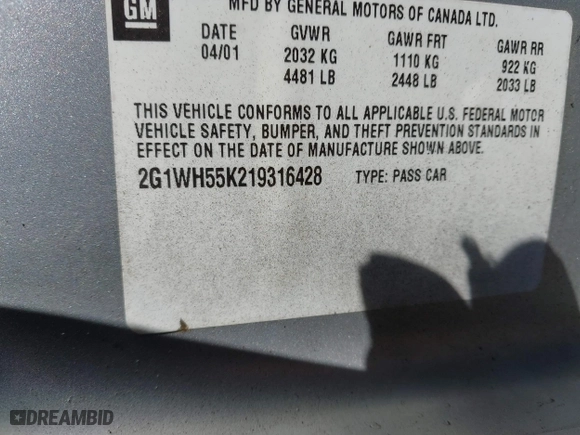 GM
MFD BY GENERAL MOTORS OF CANADA LTD.
DATE GVWR GAWR FRT GAWR RR
04/01 2032 KG 1110 KG 922 KG
4481 LB 2448 LB 2033 LB
THIS VEHICLE CONFORMS TO ALL APPLICABLE U.S. FEDERAL MOTOR
VEHICLE SAFETY, BUMPER, AND THEFT PREVENTION STANDARDS IN
EFFECT ON THE DATE OF MANUFACTURE SHOWN ABOVE.
2G1WH55K219316428 TYPE: PASS CAR
DREAMBID